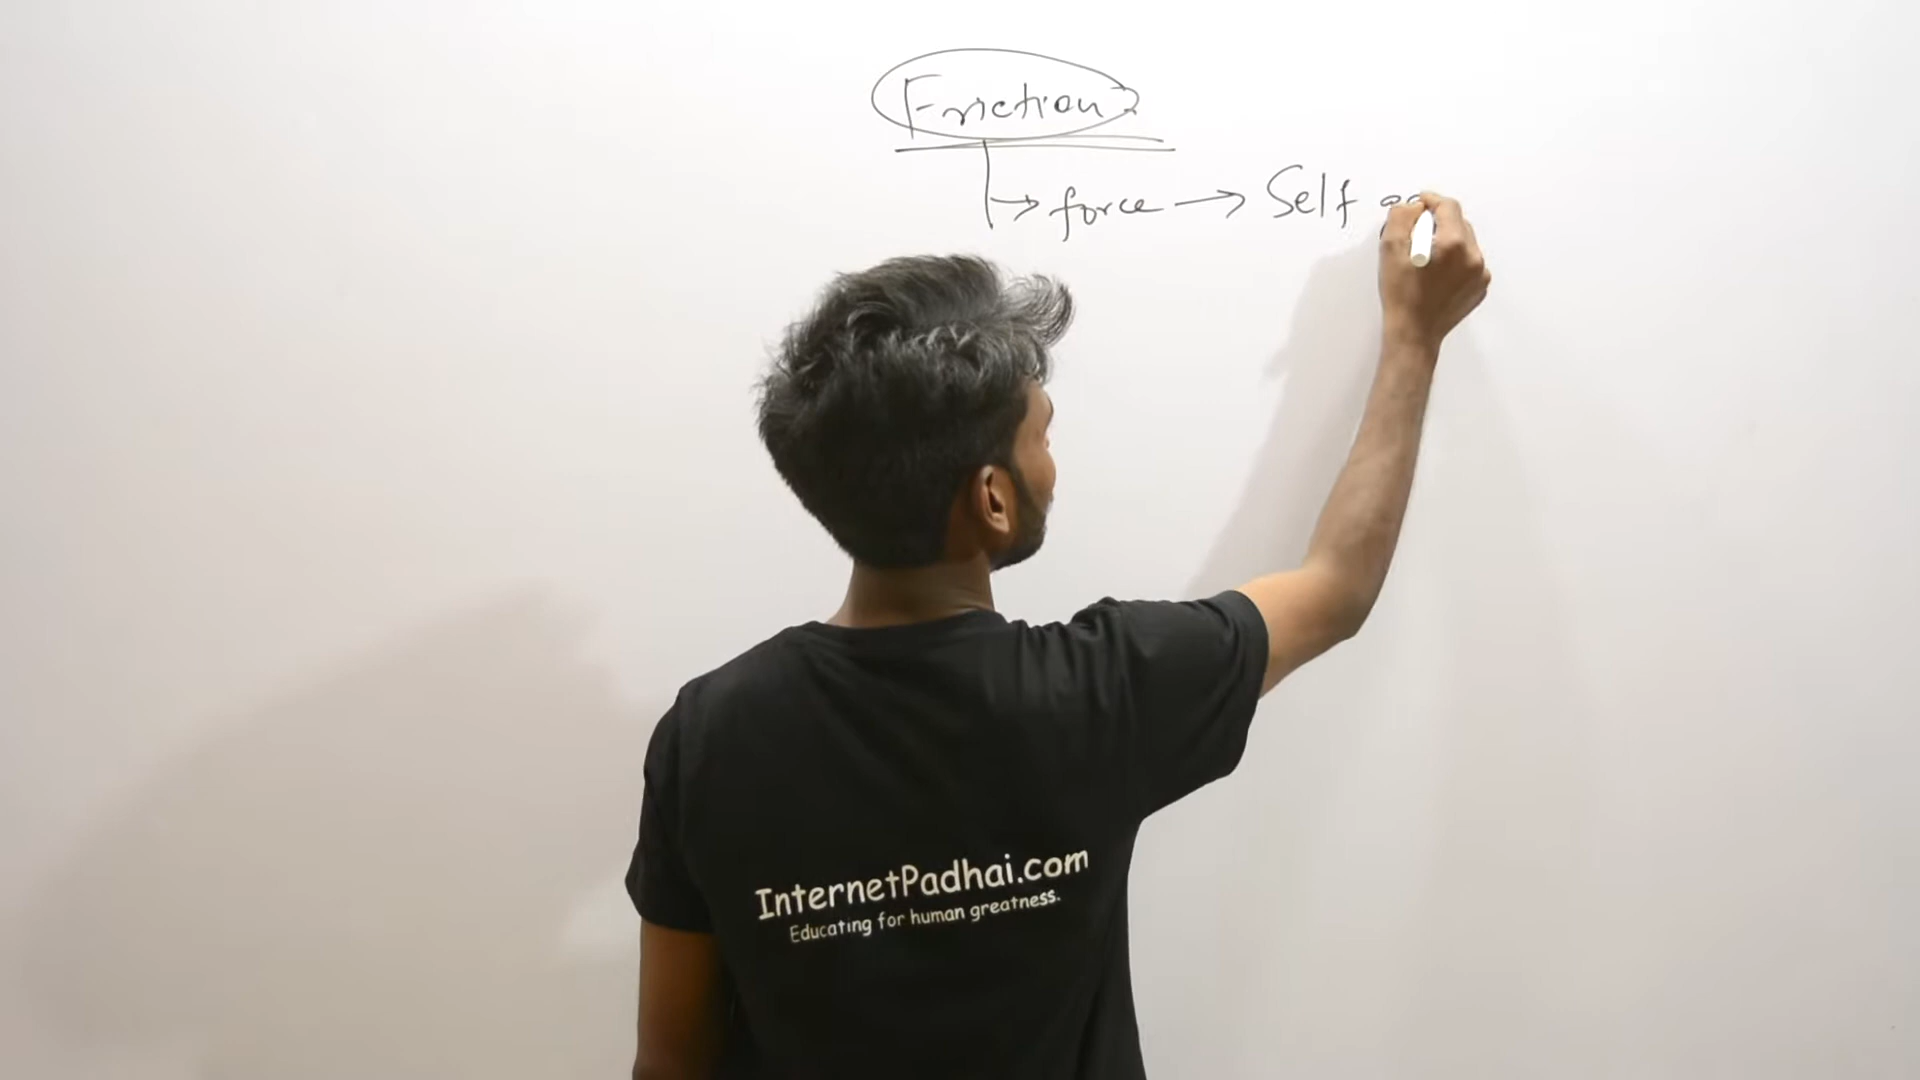 Friction
→ force → Self
InternetPadhai.com
Educating for human greatness.